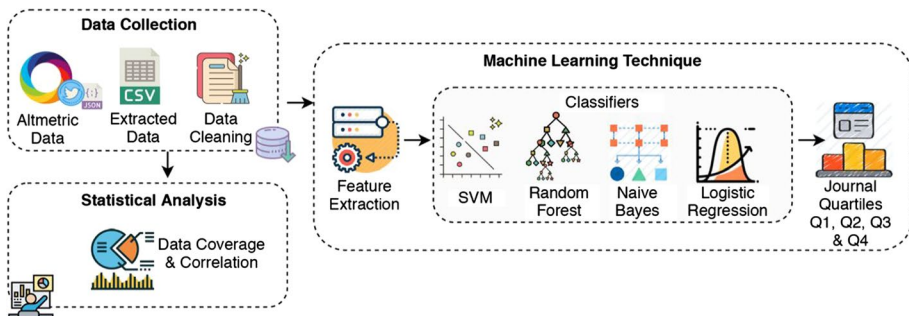 Data Collection
{;}
JSON
CSV
Altmetric
Data
Extracted
Data
Data
Cleaning
Statistical Analysis
Data Coverage
& Correlation
Machine Learning Technique
Feature
Extraction
Classifiers
SVM
Random
Forest
Naive
Bayes
Logistic
Regression
Journal
Quartiles
Q1, Q2, Q3
& Q4